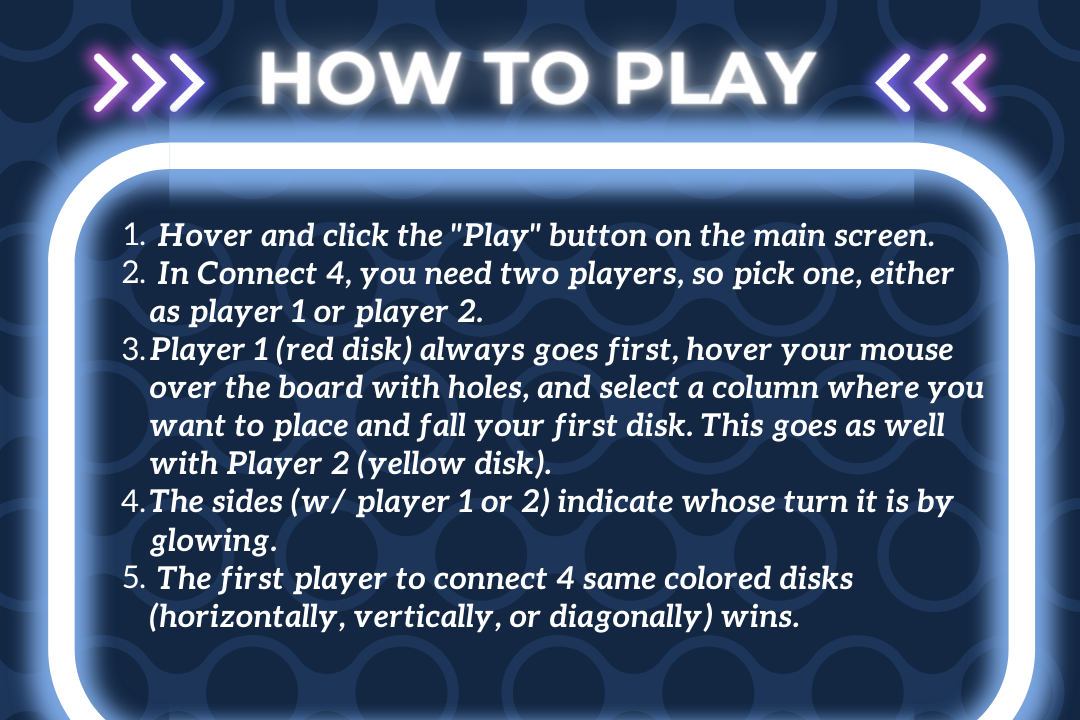 HOW TO PLAY
1. Hover and click the "Play" button on the main screen.
2. In Connect 4, you need two players, so pick one, either
as player 1 or player 2.
3. Player 1 (red disk) always goes first, hover your mouse
over the board with holes, and select a column where you
want to place and fall your first disk. This goes as well
with Player 2 (yellow disk).
4. The sides (w/ player 1 or 2) indicate whose turn it is by
glowing.
5. The first player to connect 4 same colored disks
(horizontally, vertically, or diagonally) wins.